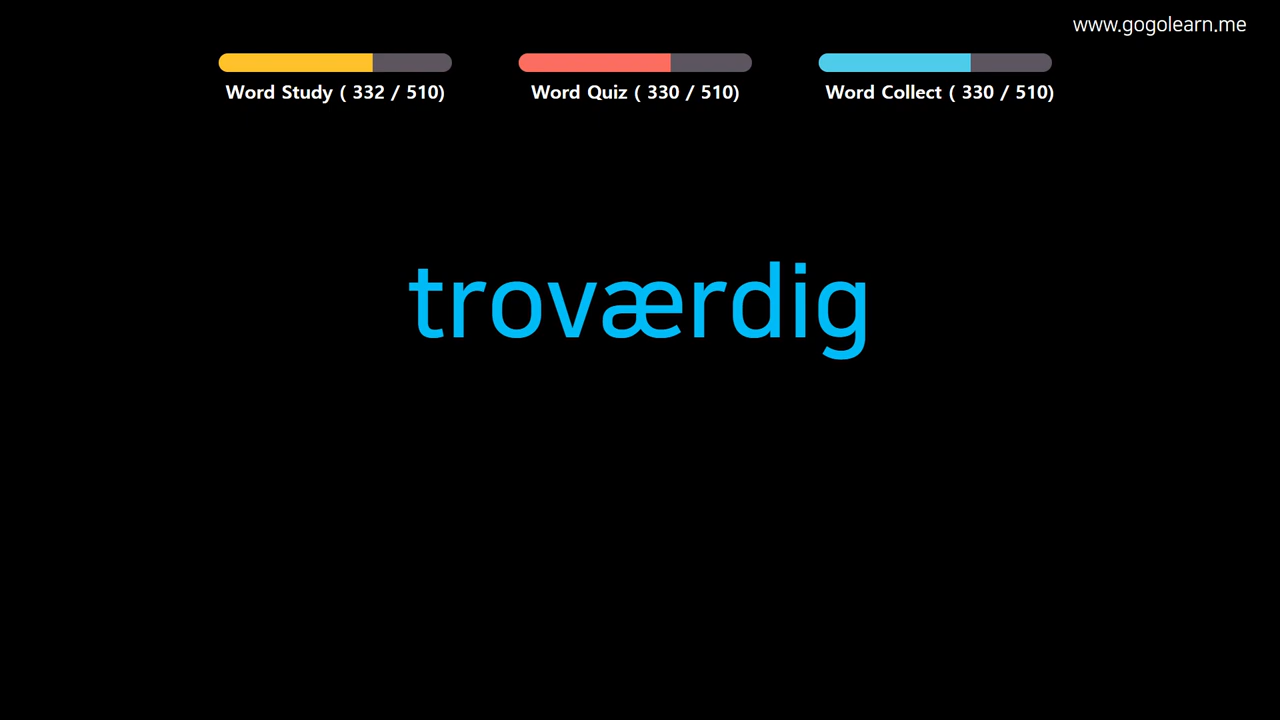 www.gogolearn.me
Word Study ( 332 / 510)
Word Quiz ( 330 / 510)
Word Collect ( 330 / 510)
troværdig